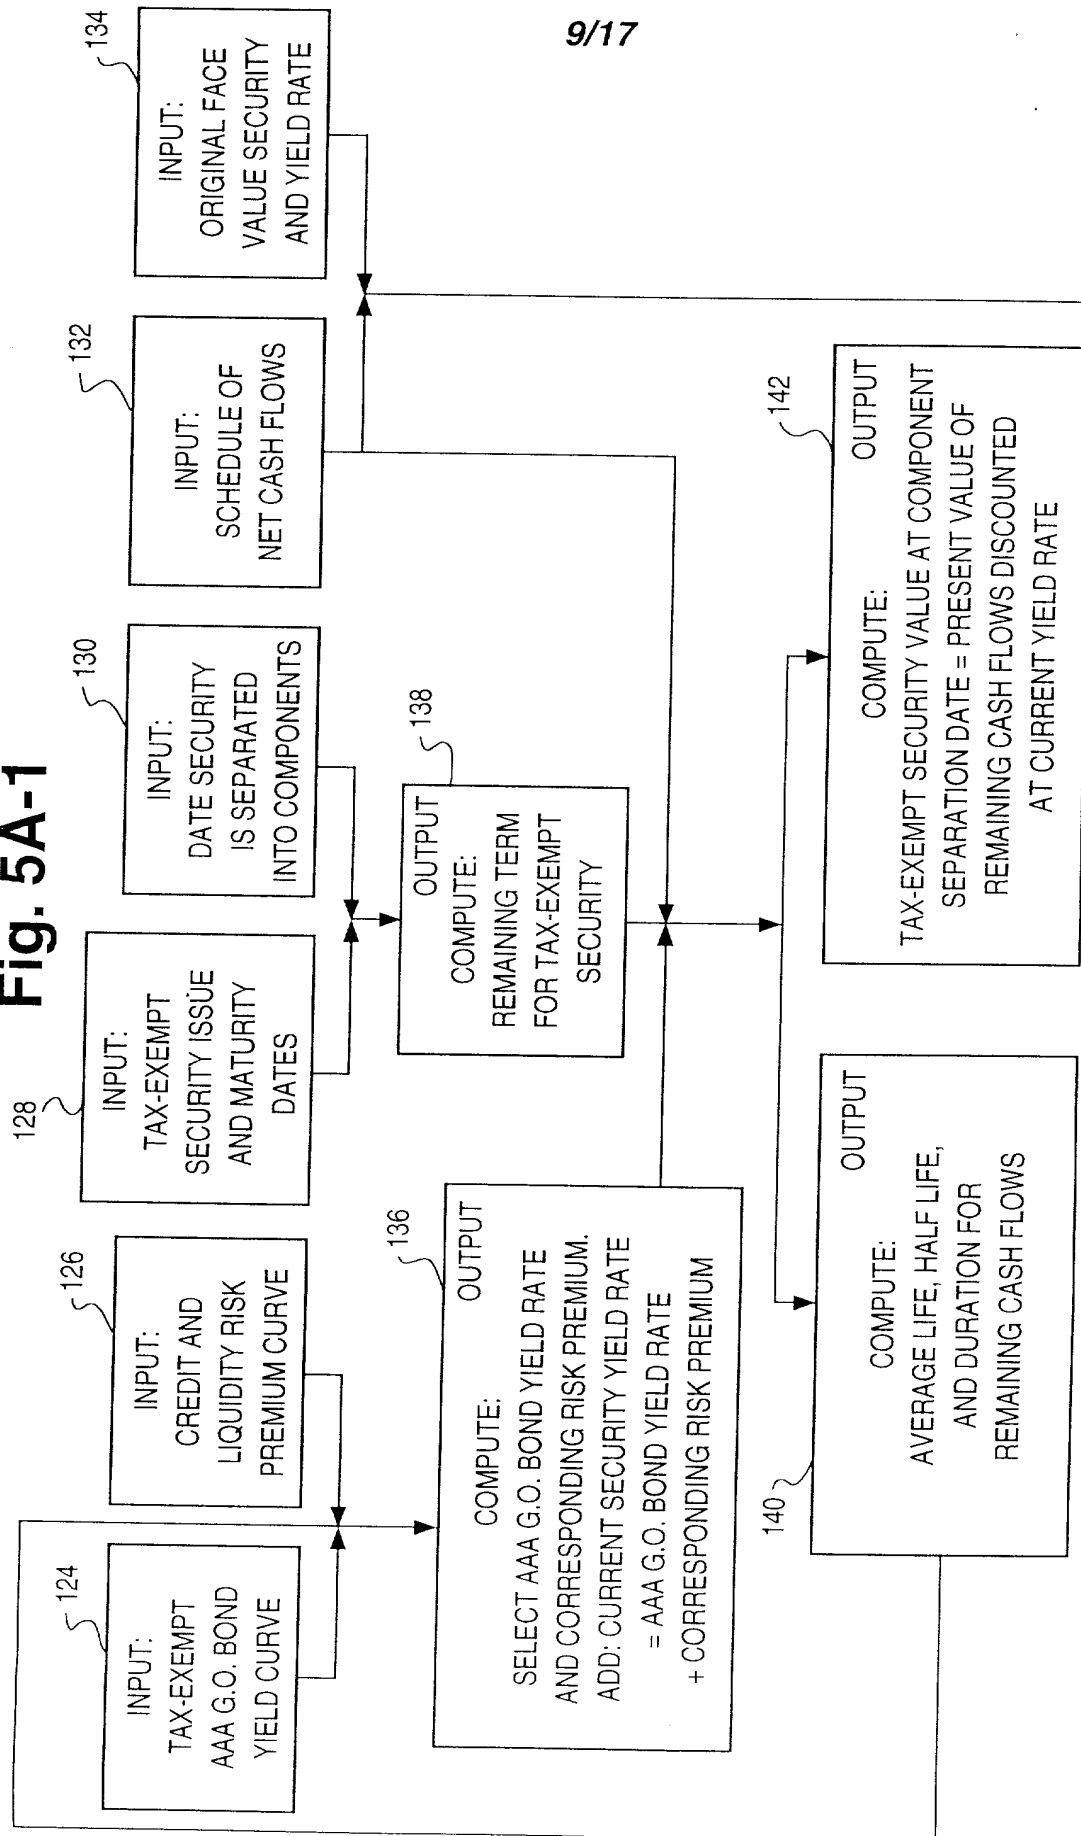 9/17
Fig. 5A-1
124
INPUT:
TAX-EXEMPT
AAA G.O. BOND
YIELD CURVE
126
INPUT:
CREDIT AND
LIQUIDITY RISK
PREMIUM CURVE
128
INPUT:
TAX-EXEMPT
SECURITY ISSUE
AND MATURITY
DATES
130
INPUT:
DATE SECURITY
IS SEPARATED
INTO COMPONENTS
132
INPUT:
SCHEDULE OF
NET CASH FLOWS
134
INPUT:
ORIGINAL FACE
VALUE SECURITY
AND YIELD RATE
136
OUTPUT
COMPUTE:
SELECT AAA G.O. BOND YIELD RATE
AND CORRESPONDING RISK PREMIUM.
ADD: CURRENT SECURITY YIELD RATE
= AAA G.O. BOND YIELD RATE
+ CORRESPONDING RISK PREMIUM
138
OUTPUT
COMPUTE:
REMAINING TERM
FOR TAX-EXEMPT
SECURITY
140
OUTPUT
COMPUTE:
AVERAGE LIFE, HALF LIFE,
AND DURATION FOR
REMAINING CASH FLOWS
142
OUTPUT
COMPUTE:
TAX-EXEMPT SECURITY VALUE AT COMPONENT
SEPARATION DATE = PRESENT VALUE OF
REMAINING CASH FLOWS DISCOUNTED
AT CURRENT YIELD RATE